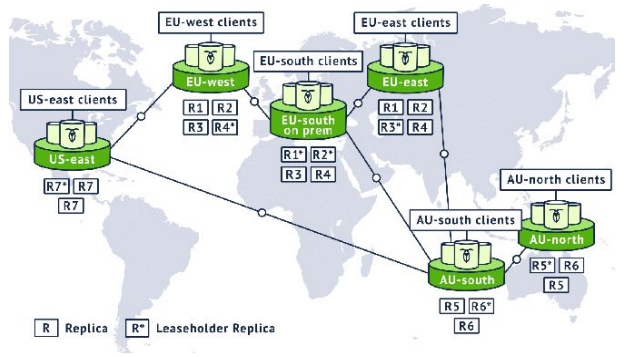 EU-west clients
EU-east clients
EU-south clients
US-east clients
EU-west
EU-east
R1 R2
R3 R4*
EU-south
on prem
R1 R2
R3* R4
US-east
R1* R2*
R3 R4
R7* R7
R7
AU-north clients
AU-south clients
AU-north
R5* R6
R5
AU-south
R5 R6*
R6
R Replica R* Leaseholder Replica